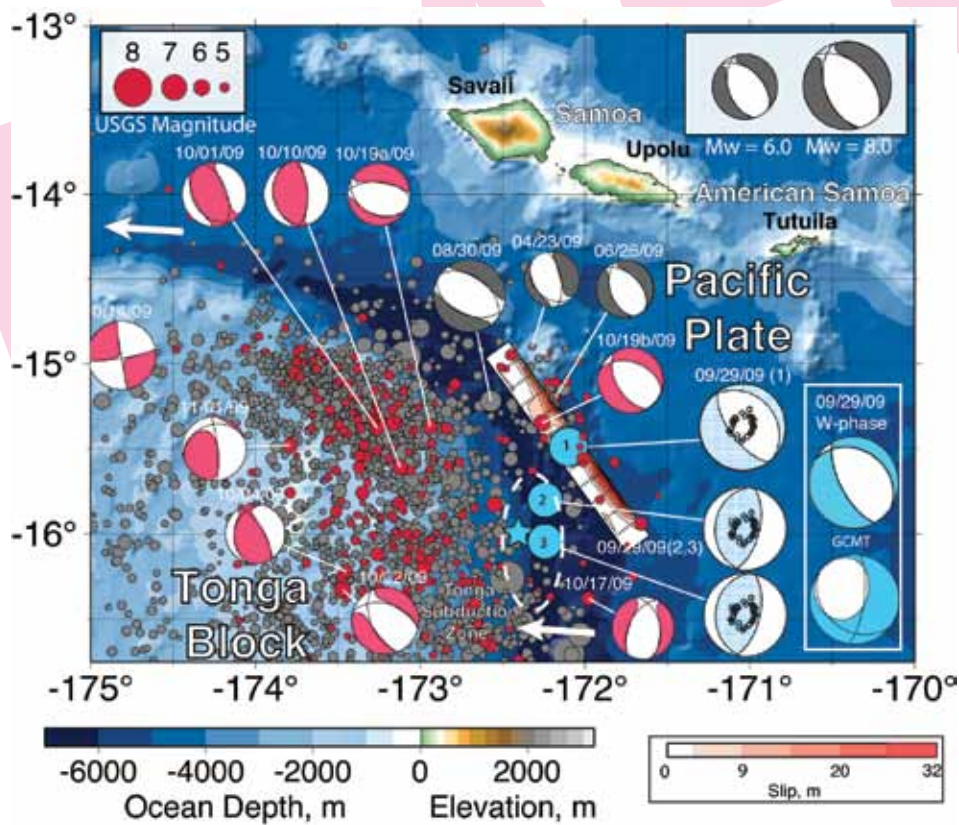 -13°
-14°
-15°
-16°
8 7 6 5
USGS Magnitude
Savaii
Samoa
Upolu
American Samoa
Tutuila
Mw = 6.0 Mw = 8.0
10/01/09
10/10/09
10/19a/09
08/30/09
04/23/09
06/26/09
Pacific
Plate
10/19b/09
09/29/09 (1)
09/29/09
W-phase
GCMT
1
2
3
09/29/09(2,3)
10/17/09
Tonga
Block
Tonga
Subduction
Zone
-175° -174° -173° -172° -171° -170°
-6000 -4000 -2000 0 2000
Ocean Depth, m Elevation, m
0 9 20 32
Slip, m